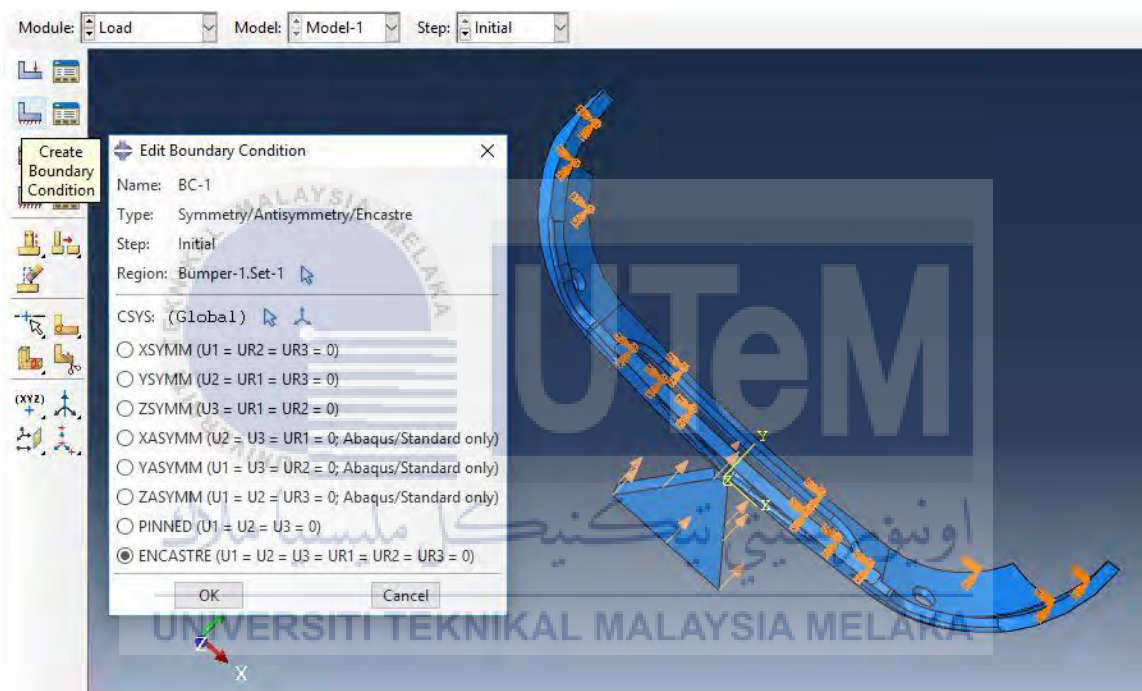 Module: Load Model: Model-1 Step: Initial
Create
Boundary
Condition
Edit Boundary Condition
Name: BC-1
Type: Symmetry/Antisymmetry/Encastre
Step: Initial
Region: Bumper-1.Set-1
CSYS: (Global)
XSYMM (U1 = UR2 = UR3 = 0)
YSYMM (U2 = UR1 = UR3 = 0)
ZSYMM (U3 = UR1 = UR2 = 0)
XASYMM (U2 = U3 = UR1 = 0; Abaqus/Standard only)
YASYMM (U1 = U3 = UR2 = 0; Abaqus/Standard only)
ZASYMM (U1 = U2 = UR3 = 0; Abaqus/Standard only)
PINNED (U1 = U2 = U3 = 0)
ENCASTRE (U1 = U2 = U3 = UR1 = UR2 = UR3 = 0)
OK Cancel
(XYZ)
Y
X
Z
X
UTeM
اونيۏرسيتي تيكنيكل مليسيا ملاك
UNIVERSITI TEKNIKAL MALAYSIA MELAKA